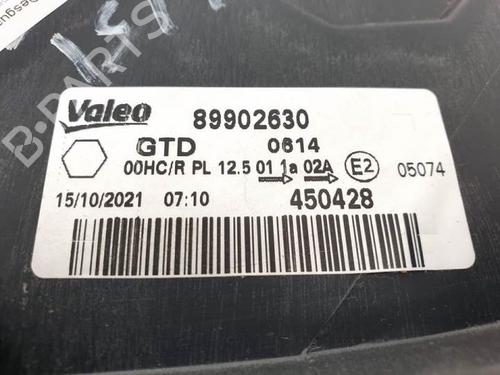 Desgua
B-PARTS
Valeo 89902630
GTD 0614
00HC/R PL 12.5 01 1a 02A E2 05074
15/10/2021 07:10 450428